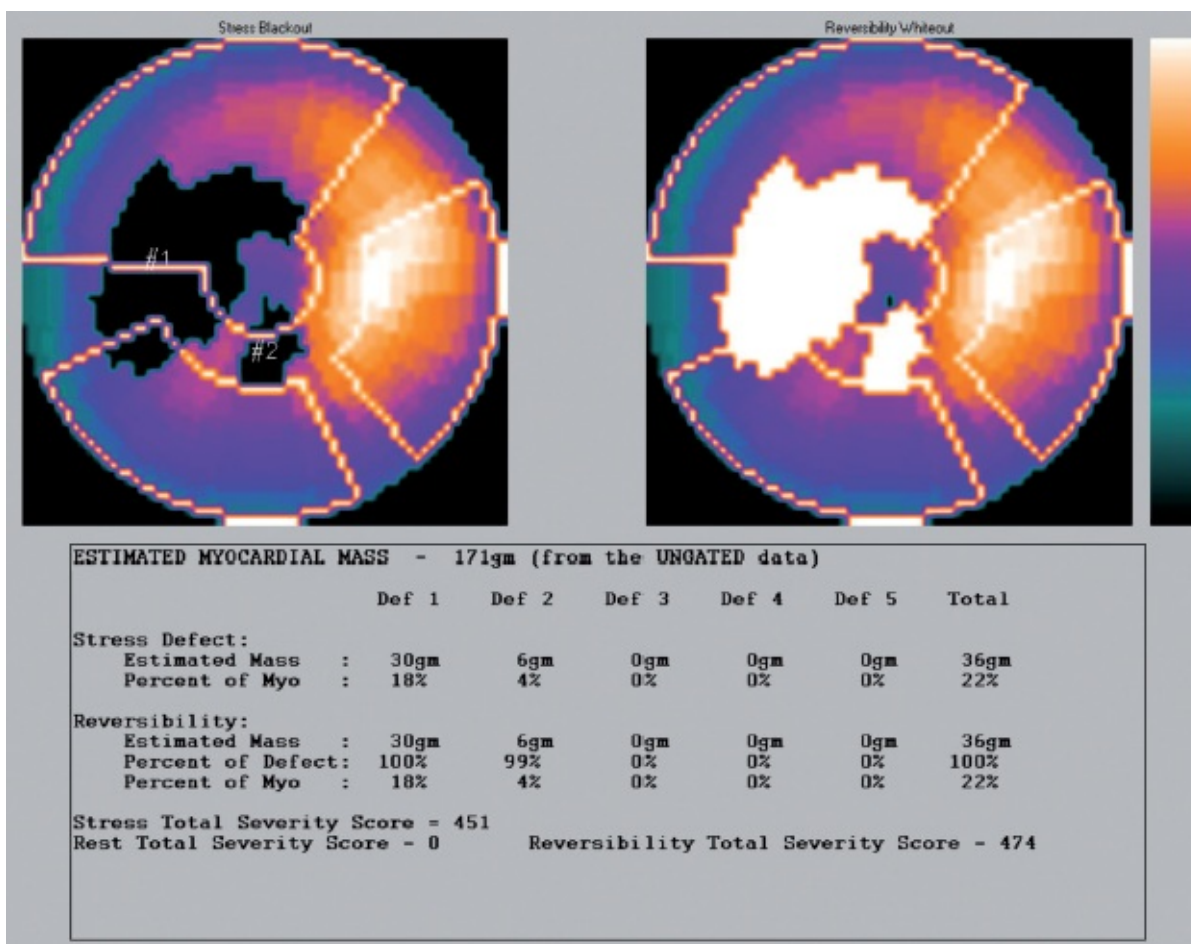 Stress Blackout
Reversibility Whiteout
#1
#2
ESTIMATED MYOCARDIAL MASS - 171gm (from the UNGATED data)
Def 1 Def 2 Def 3 Def 4 Def 5 Total
Stress Defect:
Estimated Mass : 30gm 6gm 0gm 0gm 0gm 36gm
Percent of Myo : 18% 4% 0% 0% 0% 22%
Reversibility:
Estimated Mass : 30gm 6gm 0gm 0gm 0gm 36gm
Percent of Defect: 100% 99% 0% 0% 0% 100%
Percent of Myo : 18% 4% 0% 0% 0% 22%
Stress Total Severity Score = 451
Rest Total Severity Score - 0 Reversibility Total Severity Score - 474